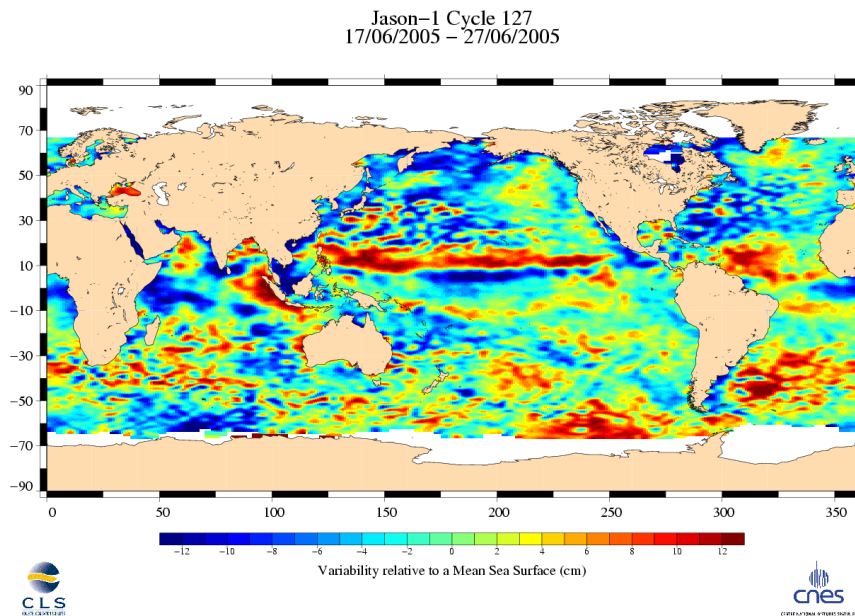 Jason-1 Cycle 127
17/06/2005 - 27/06/2005
90
70
50
30
10
-10
-30
-50
-70
-90
0 50 100 150 200 250 300 350
-12 -10 -8 -6 -4 -2 0 2 4 6 8 10 12
Variability relative to a Mean Sea Surface (cm)
CLS
cnes